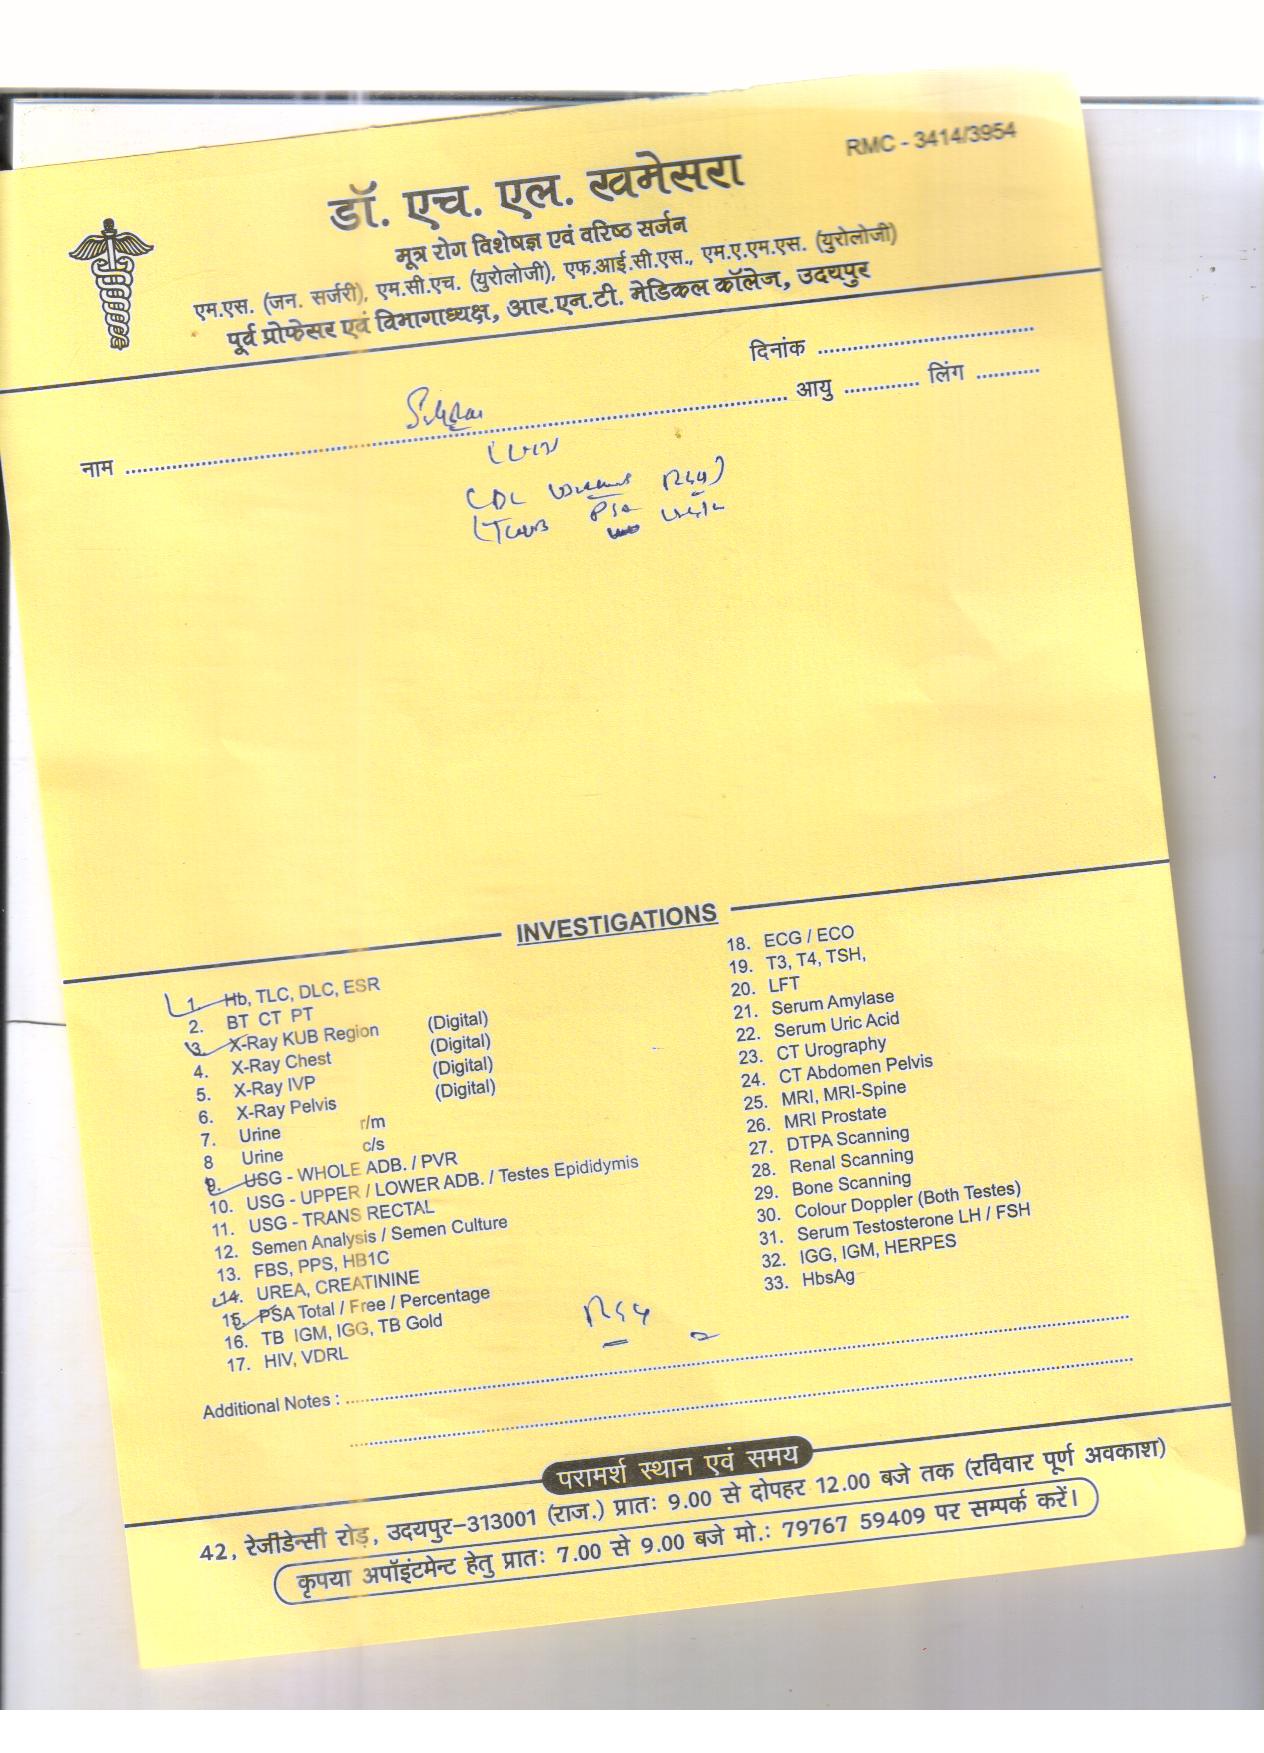 RMC - 3414/3954
डॉ. एच. एल. खमेसरा
मूत्र रोग विशेषज्ञ एवं वरिष्ठ सर्जन
एम.एस. (जन. सर्जरी), एम.सी.एच. (युरोलोजी), एफ.आई.सी.एस., एम.ए.एम.एस. (युरोलोजी)
पूर्व प्रोफेसर एवं विभागाध्यक्ष, आर.एन.टी. मेडिकल कॉलेज, उदयपुर
दिनांक
नाम आयु लिंग
PSA
INVESTIGATIONS
1. Hb, TLC, DLC, ESR
2. BT CT PT
3. X-Ray KUB Region (Digital)
4. X-Ray Chest (Digital)
5. X-Ray IVP (Digital)
6. X-Ray Pelvis (Digital)
7. Urine r/m
8 Urine c/s
9. USG - WHOLE ADB. / PVR
10. USG - UPPER / LOWER ADB. / Testes Epididymis
11. USG - TRANS RECTAL
12. Semen Analysis / Semen Culture
13. FBS, PPS, HB1C
14. UREA, CREATININE
15. PSA Total / Free / Percentage
16. TB IGM, IGG, TB Gold
17. HIV, VDRL
18. ECG / ECO
19. T3, T4, TSH,
20. LFT
21. Serum Amylase
22. Serum Uric Acid
23. CT Urography
24. CT Abdomen Pelvis
25. MRI, MRI-Spine
26. MRI Prostate
27. DTPA Scanning
28. Renal Scanning
29. Bone Scanning
30. Colour Doppler (Both Testes)
31. Serum Testosterone LH / FSH
32. IGG, IGM, HERPES
33. HbsAg
Additional Notes :
परामर्श स्थान एवं समय
42, रेजीडेन्सी रोड़, उदयपुर-313001 (राज.) प्रातः 9.00 से दोपहर 12.00 बजे तक (रविवार पूर्ण अवकाश)
कृपया अपॉइंटमेन्ट हेतु प्रातः 7.00 से 9.00 बजे मो.: 79767 59409 पर सम्पर्क करें।